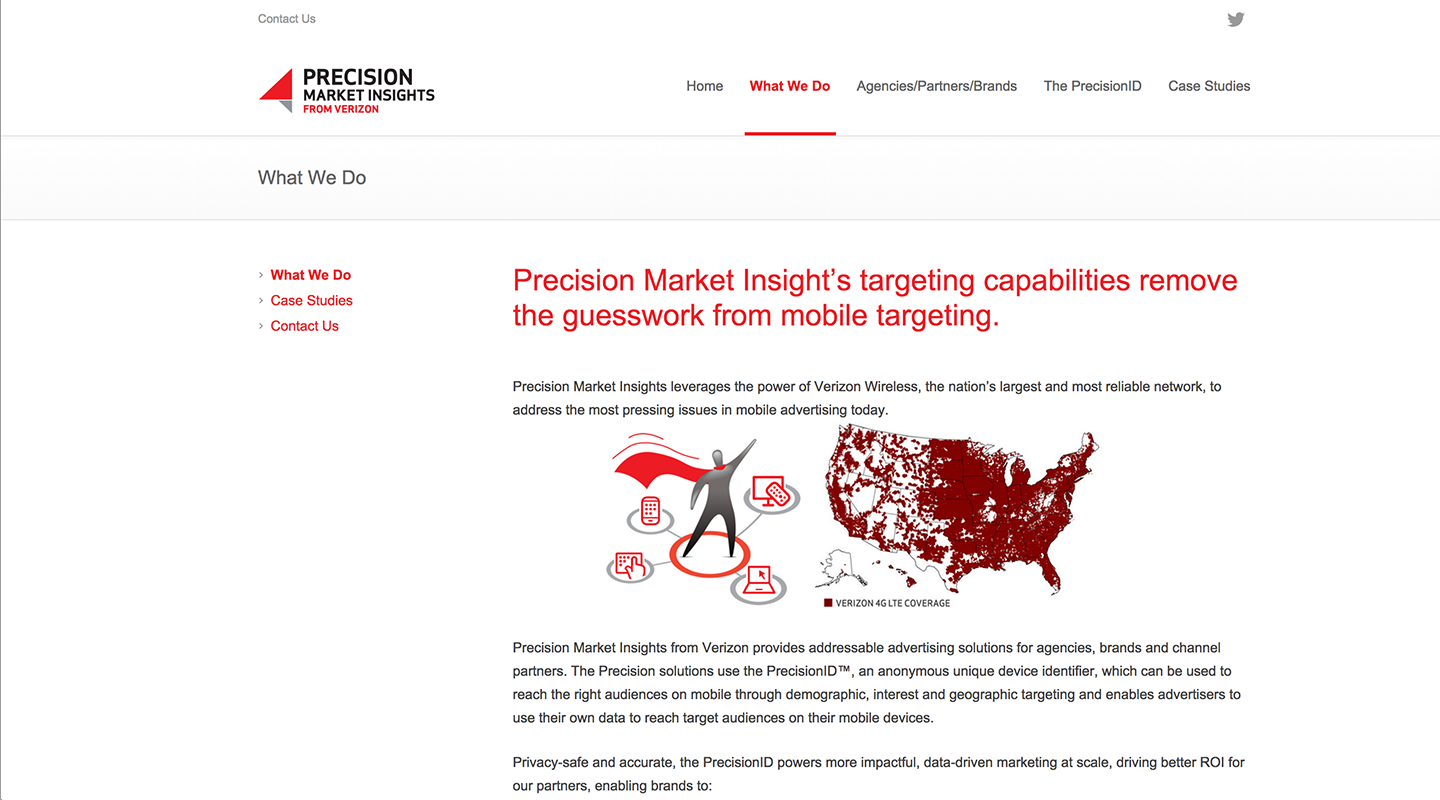 Contact Us
PRECISION
MARKET INSIGHTS
FROM VERIZON
Home What We Do Agencies/Partners/Brands The PrecisionID Case Studies
What We Do
› What We Do
› Case Studies
› Contact Us
Precision Market Insight’s targeting capabilities remove
the guesswork from mobile targeting.
Precision Market Insights leverages the power of Verizon Wireless, the nation’s largest and most reliable network, to
address the most pressing issues in mobile advertising today.
VERIZON 4G LTE COVERAGE
Precision Market Insights from Verizon provides addressable advertising solutions for agencies, brands and channel
partners. The Precision solutions use the PrecisionID™, an anonymous unique device identifier, which can be used to
reach the right audiences on mobile through demographic, interest and geographic targeting and enables advertisers to
use their own data to reach target audiences on their mobile devices.
Privacy-safe and accurate, the PrecisionID powers more impactful, data-driven marketing at scale, driving better ROI for
our partners, enabling brands to: